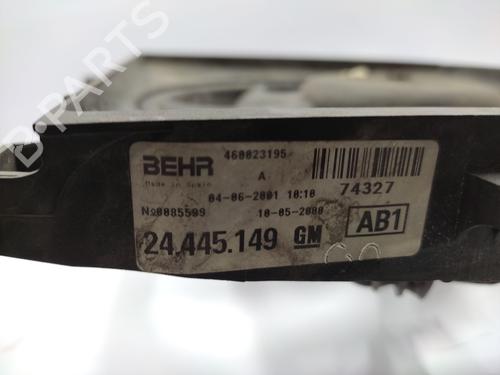 B-PARTS
BEHR
Made in Spain
460023195
A
04-06-2001 10:10
74327
No0085599
10-05-2000
24.445.149 GM
AB1